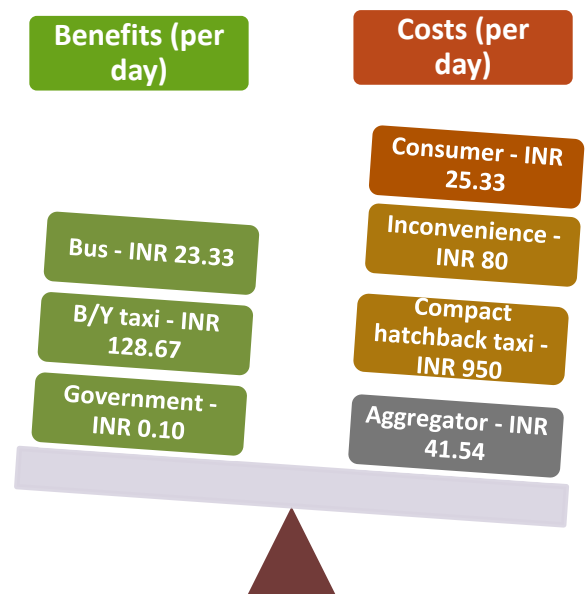 Benefits (per
day)
Costs (per
day)
Bus - INR 23.33
B/Y taxi - INR
128.67
Government -
INR 0.10
Consumer - INR
25.33
Inconvenience -
INR 80
Compact
hatchback taxi -
INR 950
Aggregator - INR
41.54